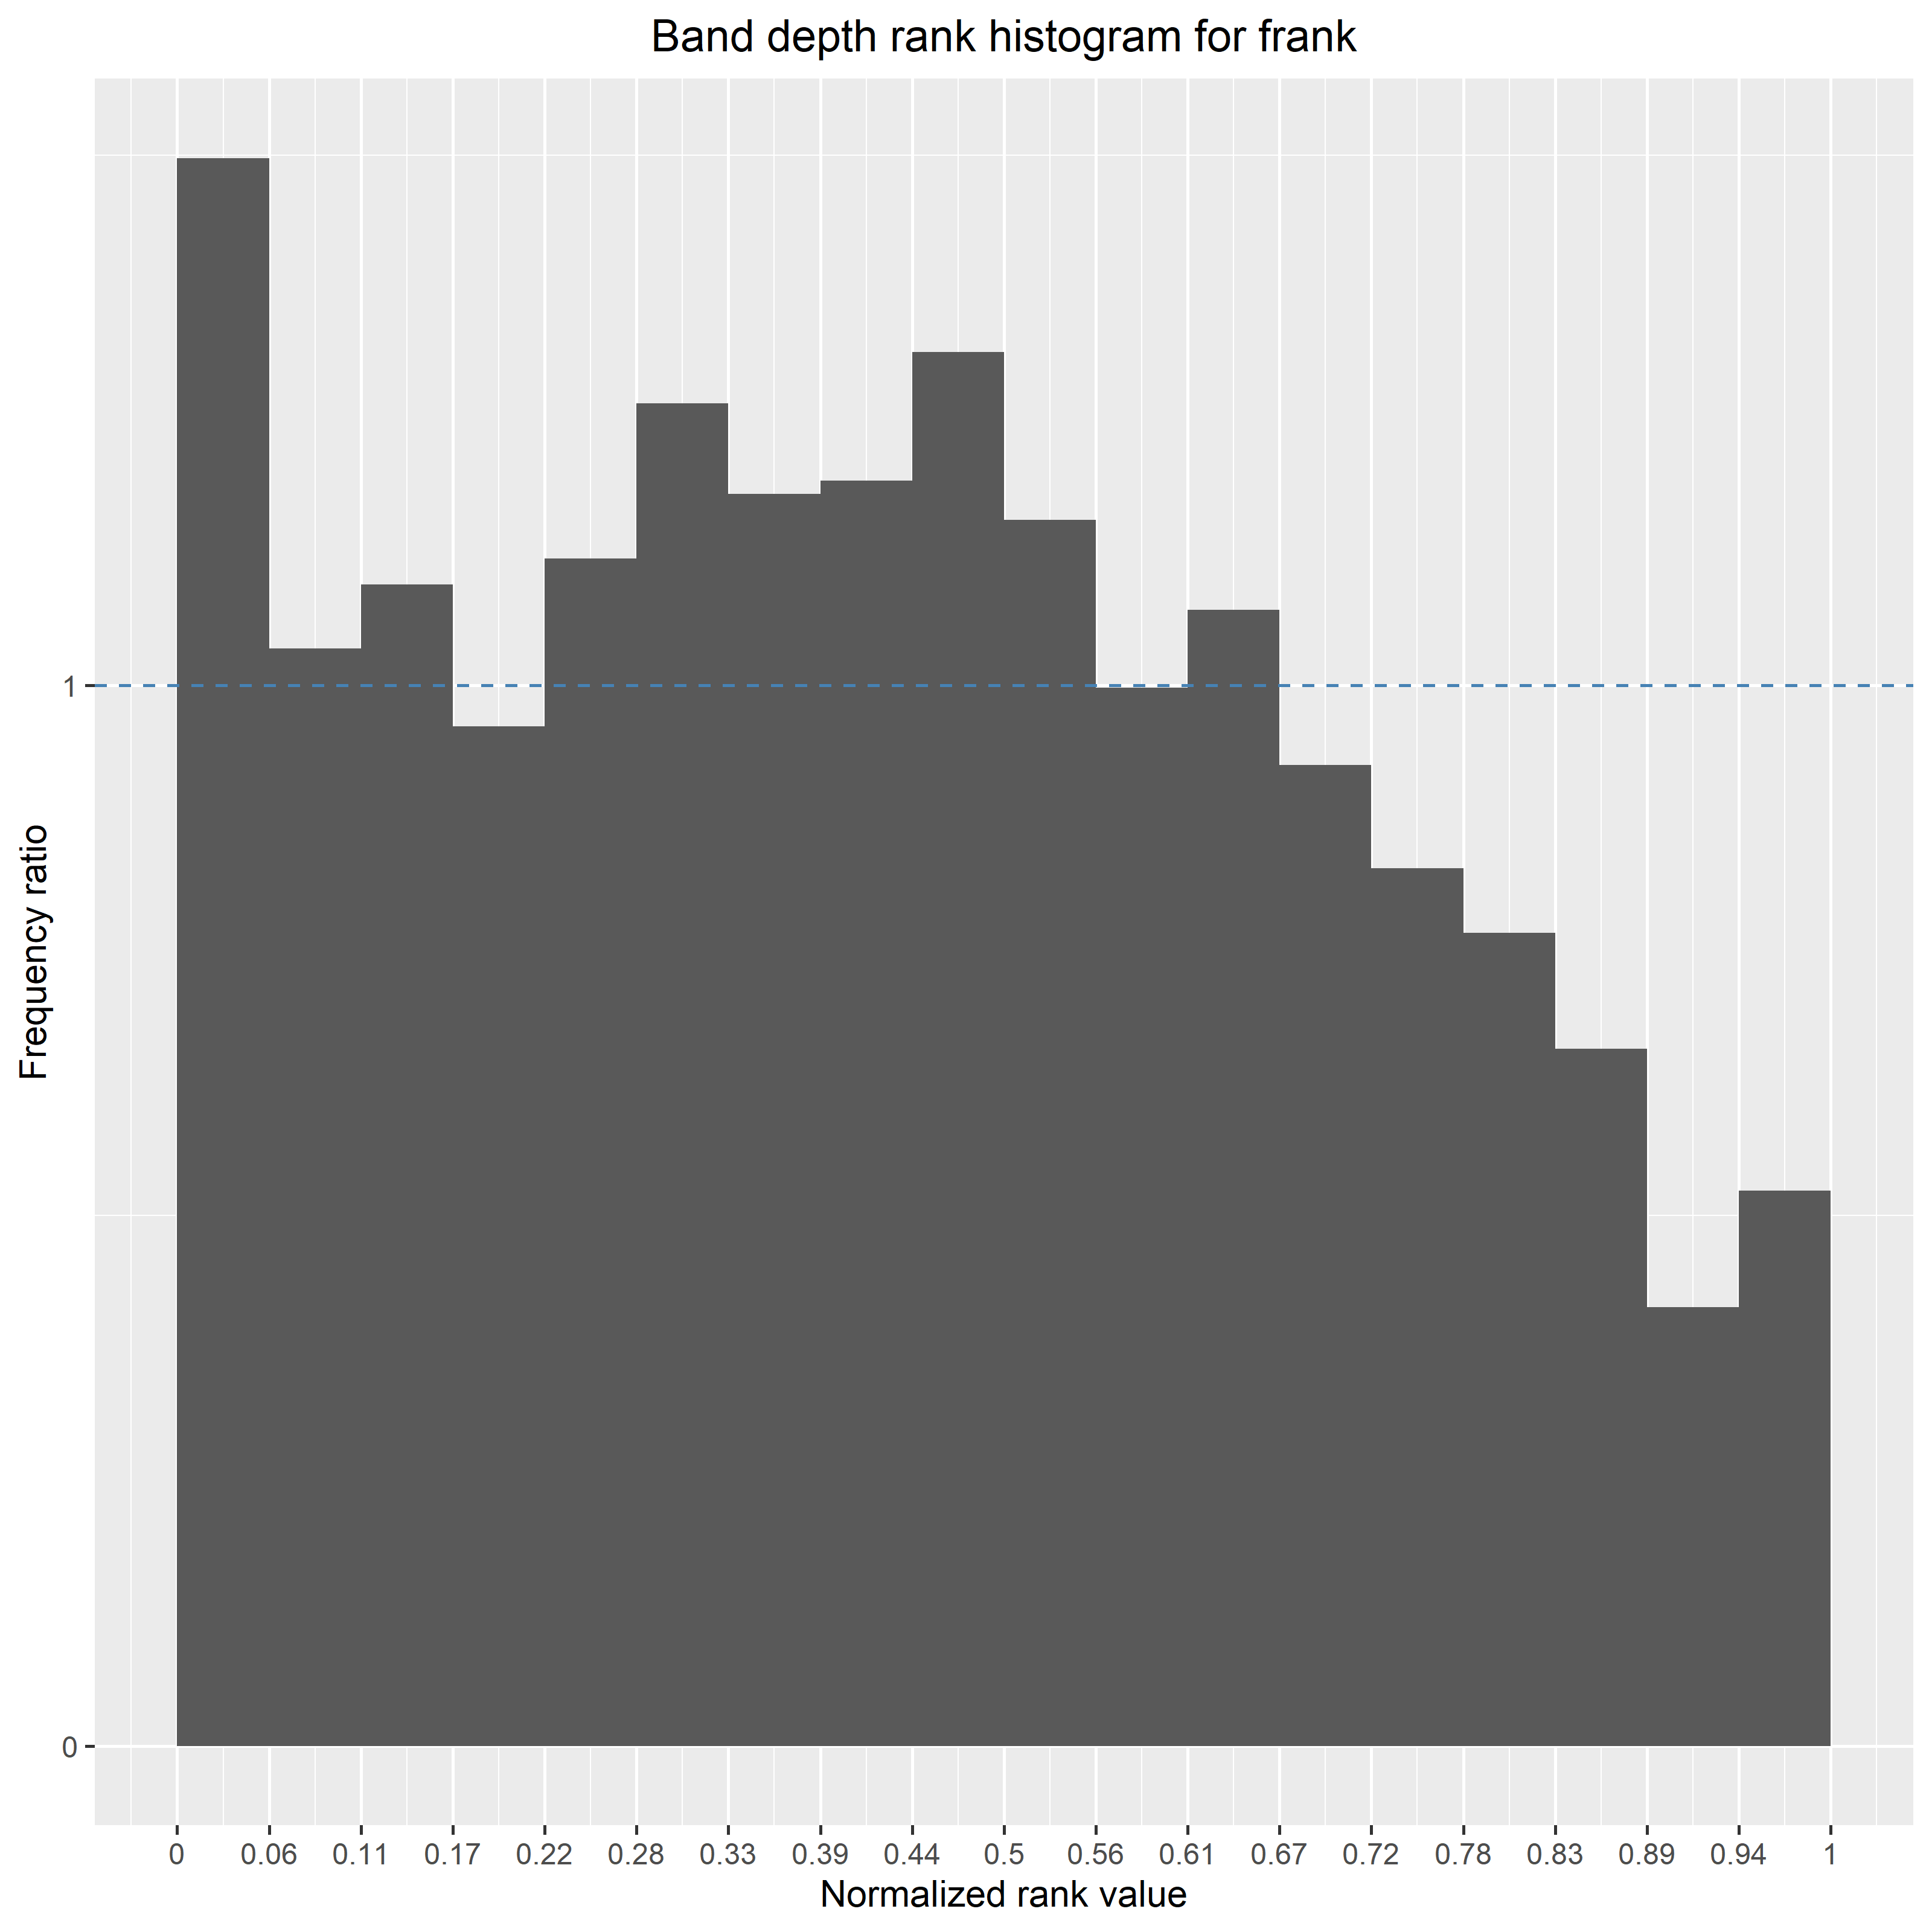 Band depth rank histogram for frank
Frequency ratio
1
0
0 0.06 0.11 0.17 0.22 0.28 0.33 0.39 0.44 0.5 0.56 0.61 0.67 0.72 0.78 0.83 0.89 0.94 1
Normalized rank value